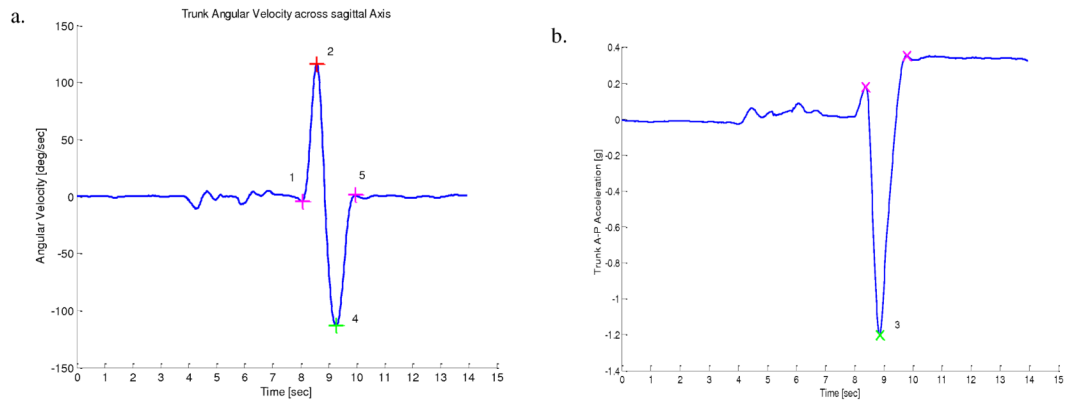 a.
Trunk Angular Velocity across sagittal Axis
150
100
50
0
-50
-100
-150
Angular Velocity [deg/sec]
1
2
4
5
0 1 2 3 4 5 6 7 8 9 10 11 12 13 14 15
Time [sec]
b.
0.4
0.2
0
-0.2
-0.4
-0.6
-0.8
-1
-1.2
-1.4
Trunk A-P Acceleration [g]
3
0 1 2 3 4 5 6 7 8 9 10 11 12 13 14 15
Time [sec]